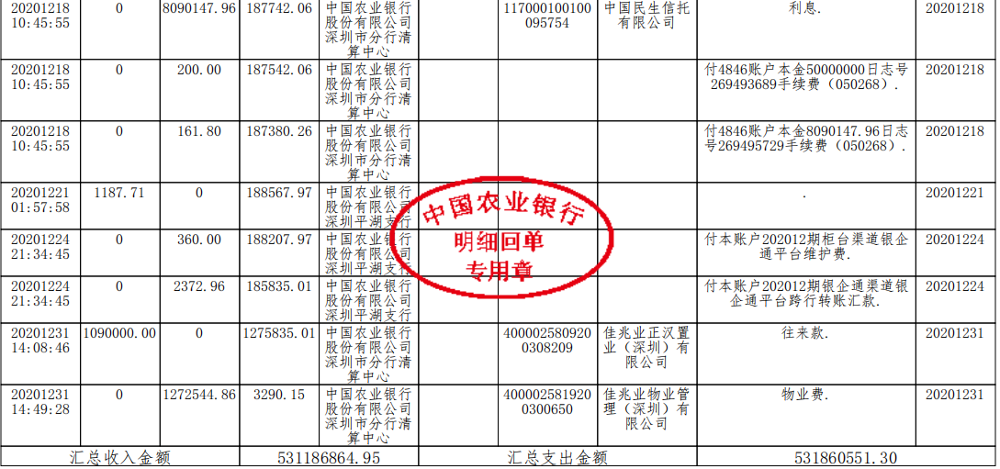 20201218 0 8090147.96 187742.06 中国农业银行 117000100100 中国民生信托 利息. 20201218
10:45:55 股份有限公司 095754 有限公司
深圳市分行清
算中心
20201218 0 200.00 187542.06 中国农业银行 付4846账户本金50000000日志号 20201218
10:45:55 股份有限公司 269493689手续费（050268）.
深圳市分行清
算中心
20201218 0 161.80 187380.26 中国农业银行 付4846账户本金8090147.96日志 20201218
10:45:55 股份有限公司 号269495729手续费（050268）.
深圳市分行清
算中心
20201221 1187.71 0 188567.97 中国农业银行 . 20201221
01:57:58 股份有限公司
深圳平湖支行
20201224 0 360.00 188207.97 中国农业银行 付本账户202012期柜台渠道银企 20201224
21:34:45 股份有限公司 通平台维护费.
深圳平湖支行
20201224 0 2372.96 185835.01 中国农业银行 付本账户202012期银企通渠道银 20201224
21:34:45 股份有限公司 企通平台跨行转账汇款.
深圳平湖支行
中国农业银行
明细回单
专用章
20201231 1090000.00 0 1275835.01 中国农业银行 400002580920 佳兆业正汉置 往来款. 20201231
14:08:46 股份有限公司 0308209 业（深圳）有
深圳市分行清 限公司
算中心
20201231 0 1272544.86 3290.15 中国农业银行 400002581920 佳兆业物业管 物业费. 20201231
14:49:28 股份有限公司 0300650 理（深圳）有
深圳市分行清 限公司
算中心
汇总收入金额 531186864.95 汇总支出金额 531860551.30